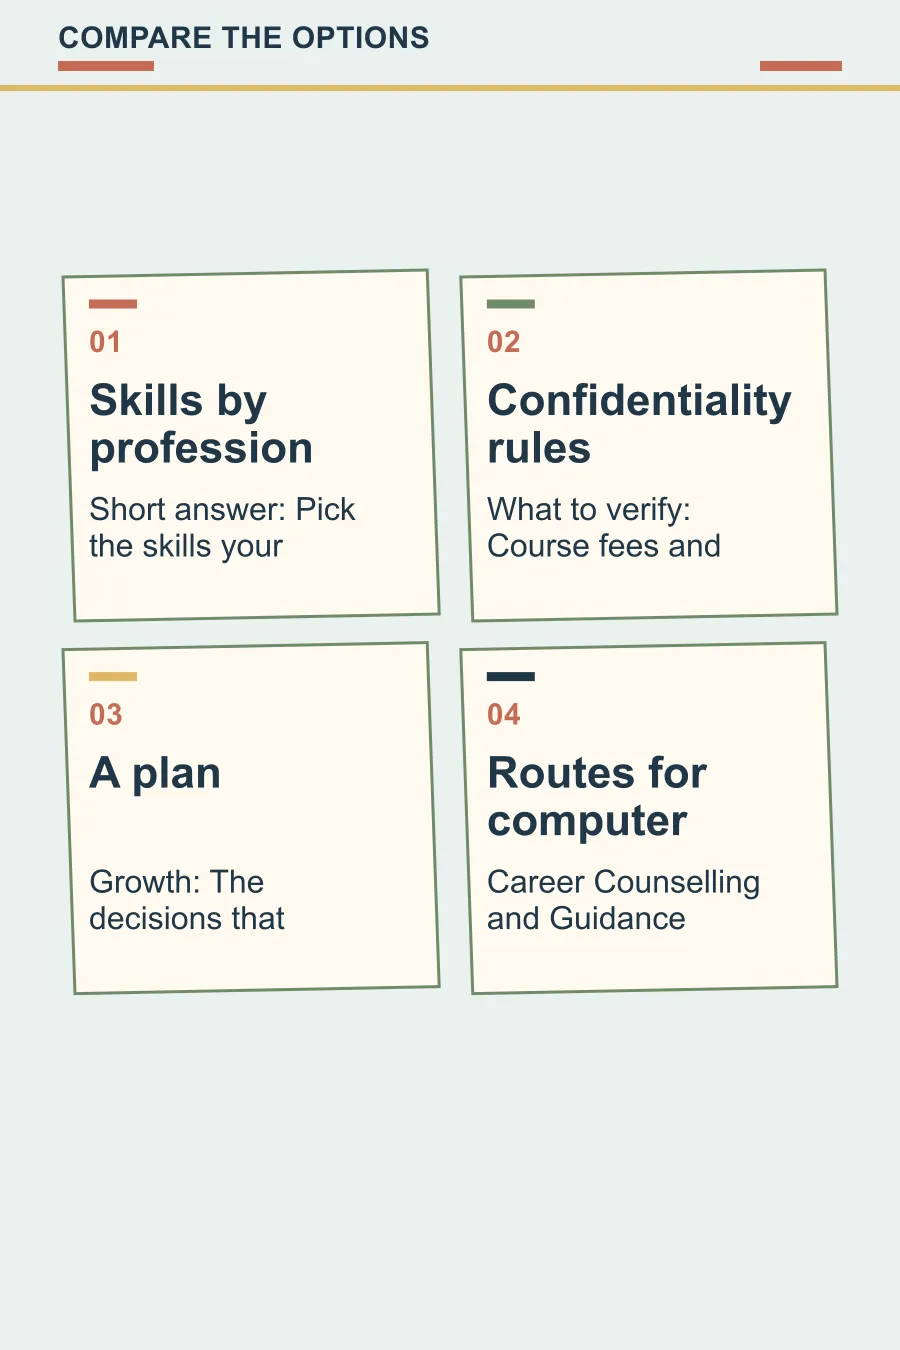 COMPARE THE OPTIONS
01
Skills by
profession
Short answer: Pick
the skills your
02
Confidentiality
rules
What to verify:
Course fees and
03
A plan
Growth: The
decisions that
04
Routes for
computer
Career Counselling
and Guidance